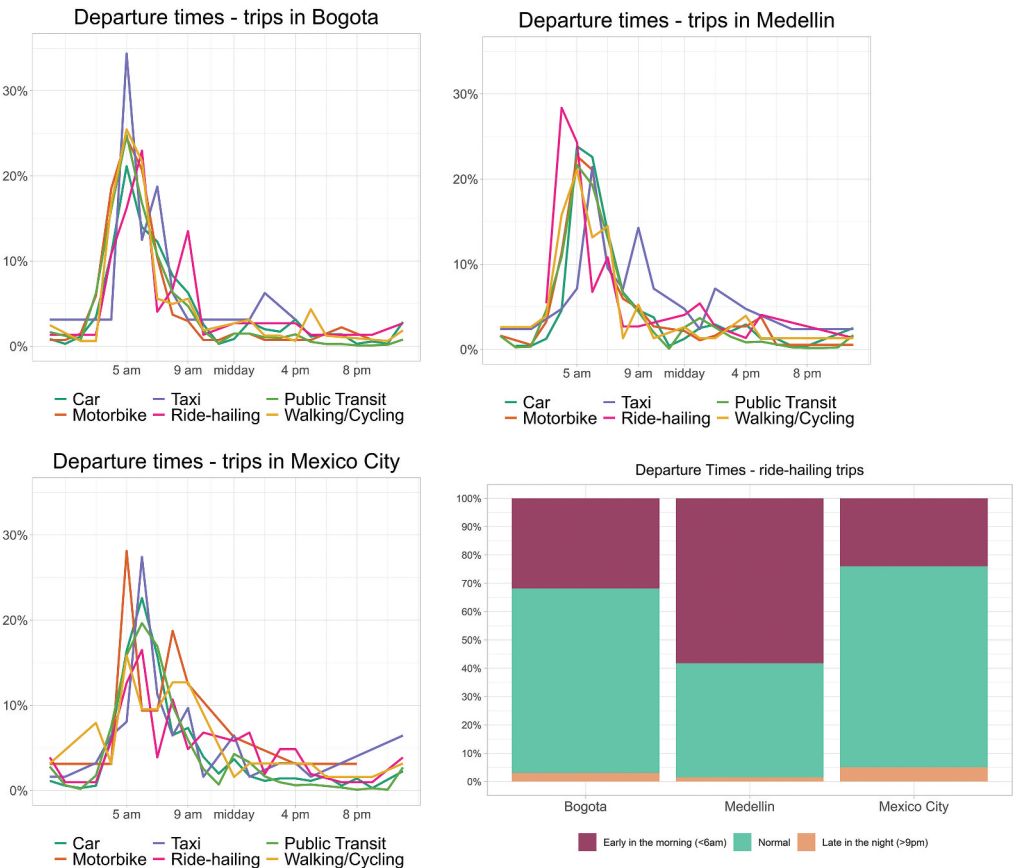 Departure times - trips in Bogota
30%
20%
10%
0%
5 am 9 am midday 4 pm 8 pm
Car Taxi Public Transit
Motorbike Ride-hailing Walking/Cycling
Departure times - trips in Medellin
30%
20%
10%
0%
5 am 9 am midday 4 pm 8 pm
Car Taxi Public Transit
Motorbike Ride-hailing Walking/Cycling
Departure times - trips in Mexico City
30%
20%
10%
0%
5 am 9 am midday 4 pm 8 pm
Car Taxi Public Transit
Motorbike Ride-hailing Walking/Cycling
Departure Times - ride-hailing trips
100%
90%
80%
70%
60%
50%
40%
30%
20%
10%
0%
Bogota Medellin Mexico City
Early in the morning (<6am) Normal Late in the night (>9pm)